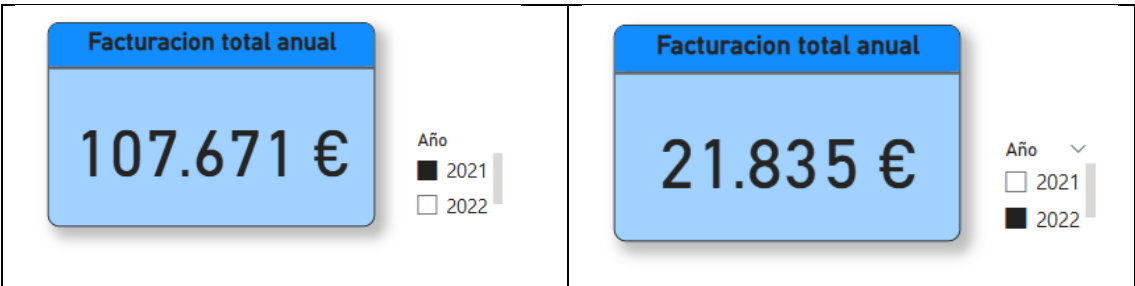 Facturacion total anual
107.671 €
Año
2021
2022
Facturacion total anual
21.835 €
Año
2021
2022